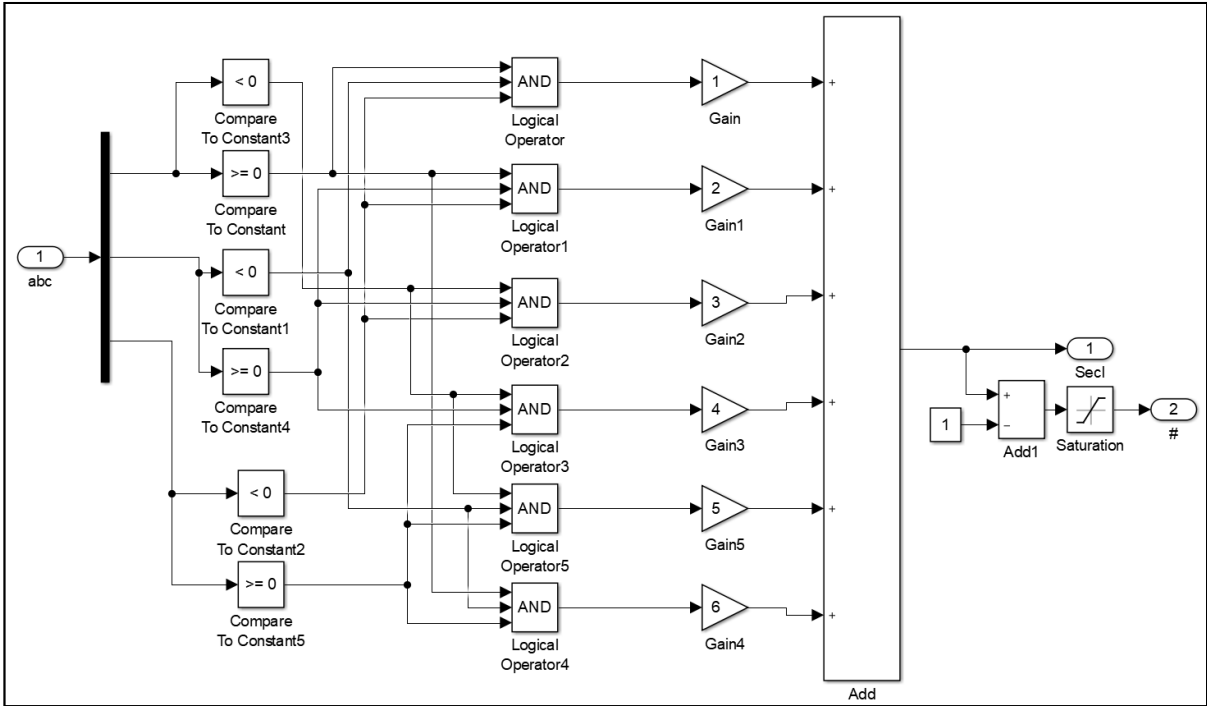 < 0
Compare
To Constant3
>= 0
Compare
To Constant
1
abc
< 0
Compare
To Constant1
>= 0
Compare
To Constant4
< 0
Compare
To Constant2
>= 0
Compare
To Constant5
AND
Logical
Operator
AND
Logical
Operator1
AND
Logical
Operator2
AND
Logical
Operator3
AND
Logical
Operator5
AND
Logical
Operator4
1
Gain
2
Gain1
3
Gain2
4
Gain3
5
Gain5
6
Gain4
+
+
+
+
+
+
Add
1
SecI
1
+
−
Add1
Saturation
2
#